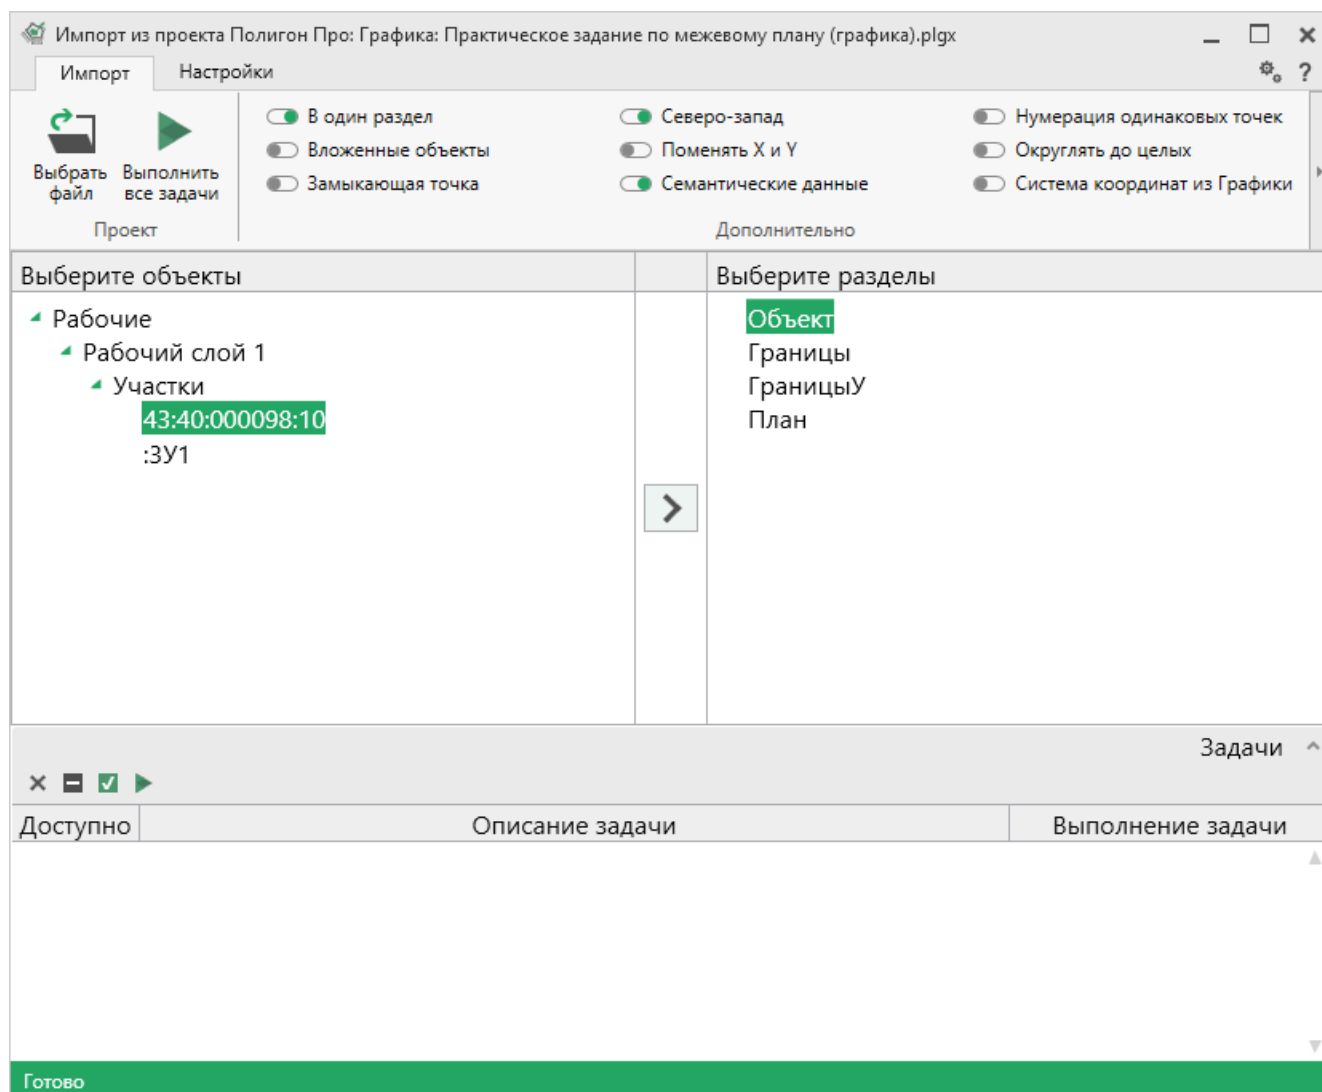 Импорт из проекта Полигон Про: Графика: Практическое задание по межевому плану (графика).plgx
Импорт Настройки ?
В один раздел Северо-запад Нумерация одинаковых точек
Вложенные объекты Поменять X и Y Округлять до целых
Выбрать файл Выполнить все задачи Замыкающая точка Семантические данные Система координат из Графики
Проект Дополнительно
Выберите объекты Выберите разделы
Рабочие Объект
Рабочий слой 1 Границы
Участки ГраницыУ
43:40:000098:10 План
:ЗУ1
Задачи
Доступно Описание задачи Выполнение задачи
Готово